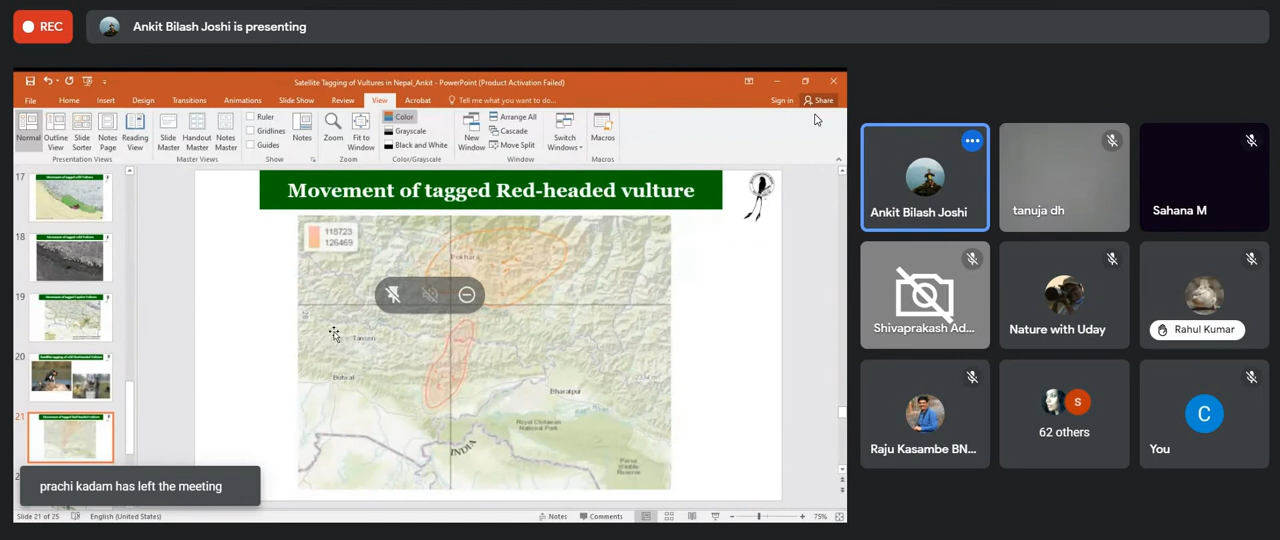 REC
Ankit Bilash Joshi is presenting
Satellite Tagging of Vultures in Nepal_Ankit - PowerPoint (Product Activation Failed)
File Home Insert Design Transitions Animations Slide Show Review View Acrobat Tell me what you want to do... Sign in Share
Normal Outline View Slide Sorter Notes Page Reading View
Presentation Views
Slide Master Handout Master Notes Master
Master Views
Ruler
Gridlines
Guides
Show
Notes
Zoom Fit to Window
Zoom
Color
Grayscale
Black and White
Color/Grayscale
New Window
Arrange All
Cascade
Move Split
Switch Windows
Window
Macros
Macros
17
18
19
20
21
Movement of tagged Red-headed vulture
118723
126469
Pokhara
Tansen
Butwal
Bharatpur
Royal Chitawan National Park
INDIA
Parsa Wildlife Reserve
prachi kadam has left the meeting
Slide 21 of 25 English (United States) Notes Comments 75%
Ankit Bilash Joshi
tanuja dh
Sahana M
Shivaprakash Ad...
Nature with Uday
Rahul Kumar
Raju Kasambe BN...
S
62 others
C
You